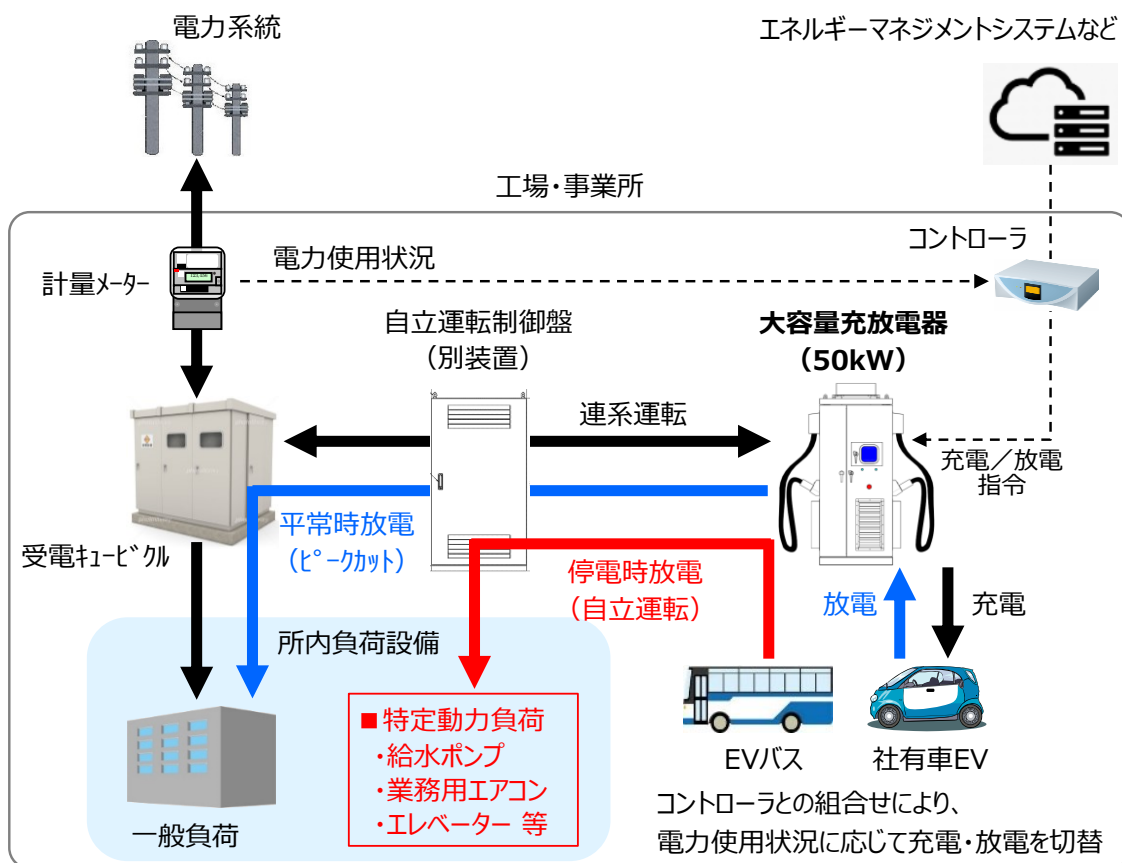 電力系統
エネルギーマネジメントシステムなど
工場・事業所
コントローラ
電力使用状況
計量メーター
自立運転制御盤
（別装置）
大容量充放電器
（50kW）
連系運転
充電／放電
指令
平常時放電
（ﾋﾟｰｸｶｯﾄ）
受電ｷｭｰﾋﾞｸﾙ
停電時放電
（自立運転）
放電
充電
所内負荷設備
■特定動力負荷
・給水ポンプ
・業務用エアコン
・エレベーター 等
一般負荷
EVバス
社有車EV
コントローラとの組合せにより、
電力使用状況に応じて充電・放電を切替